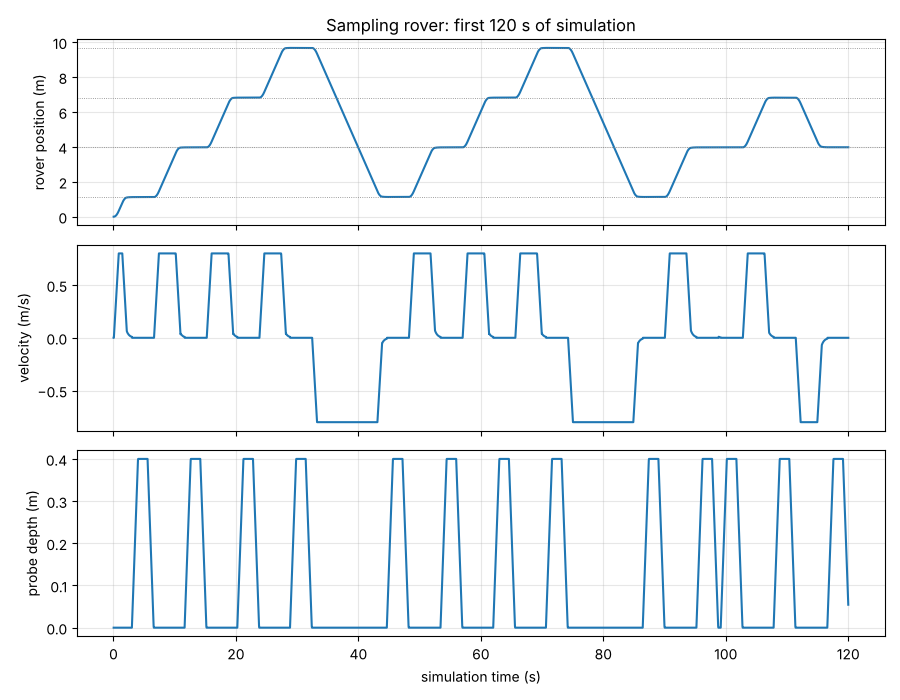 Sampling rover: first 120 s of simulation
rover position (m)
10
8
6
4
2
0
velocity (m/s)
0.5
0.0
−0.5
probe depth (m)
0.4
0.3
0.2
0.1
0.0
0 20 40 60 80 100 120
simulation time (s)